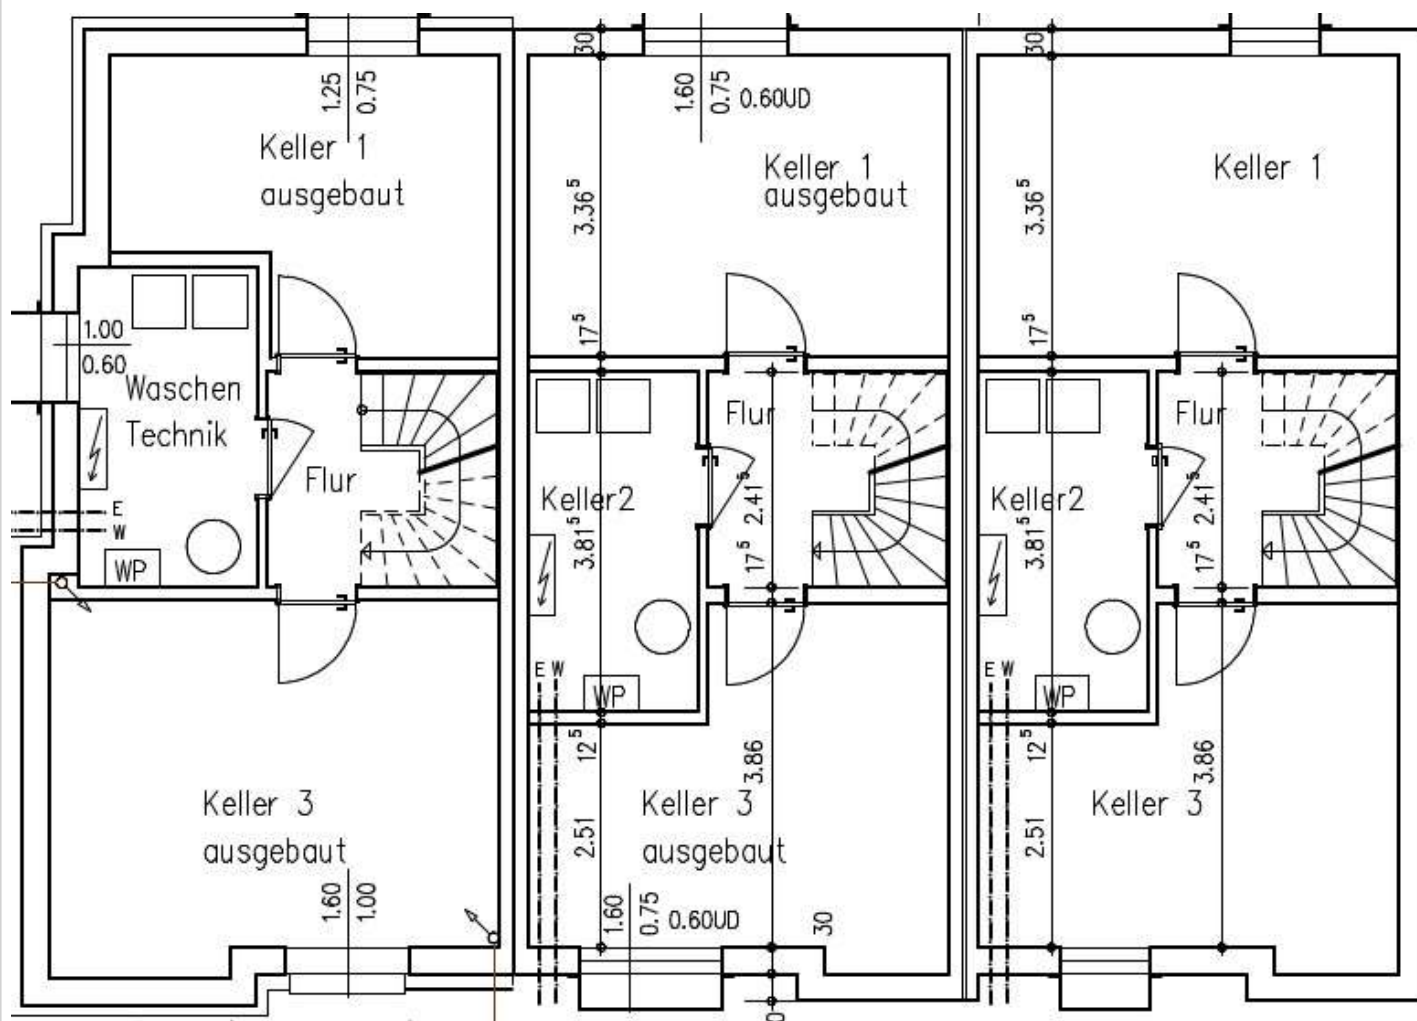 30
30
1.25
0.75
1.60
0.75
0.60UD
Keller 1
ausgebaut
Keller 1
ausgebaut
Keller 1
3.36⁵
3.36⁵
17⁵
17⁵
1.00
0.60
Waschen
Technik
Flur
E
W
WP
Flur
Keller2
3.81⁵
2.41⁵
17⁵
E W
WP
Flur
Keller2
3.81⁵
2.41
17⁵
E W
WP
12⁵
3.86
12⁵
3.86
Keller 3
ausgebaut
Keller 3
ausgebaut
Keller 3
2.51
2.51
1.60
1.00
1.60
0.75
0.60UD
30